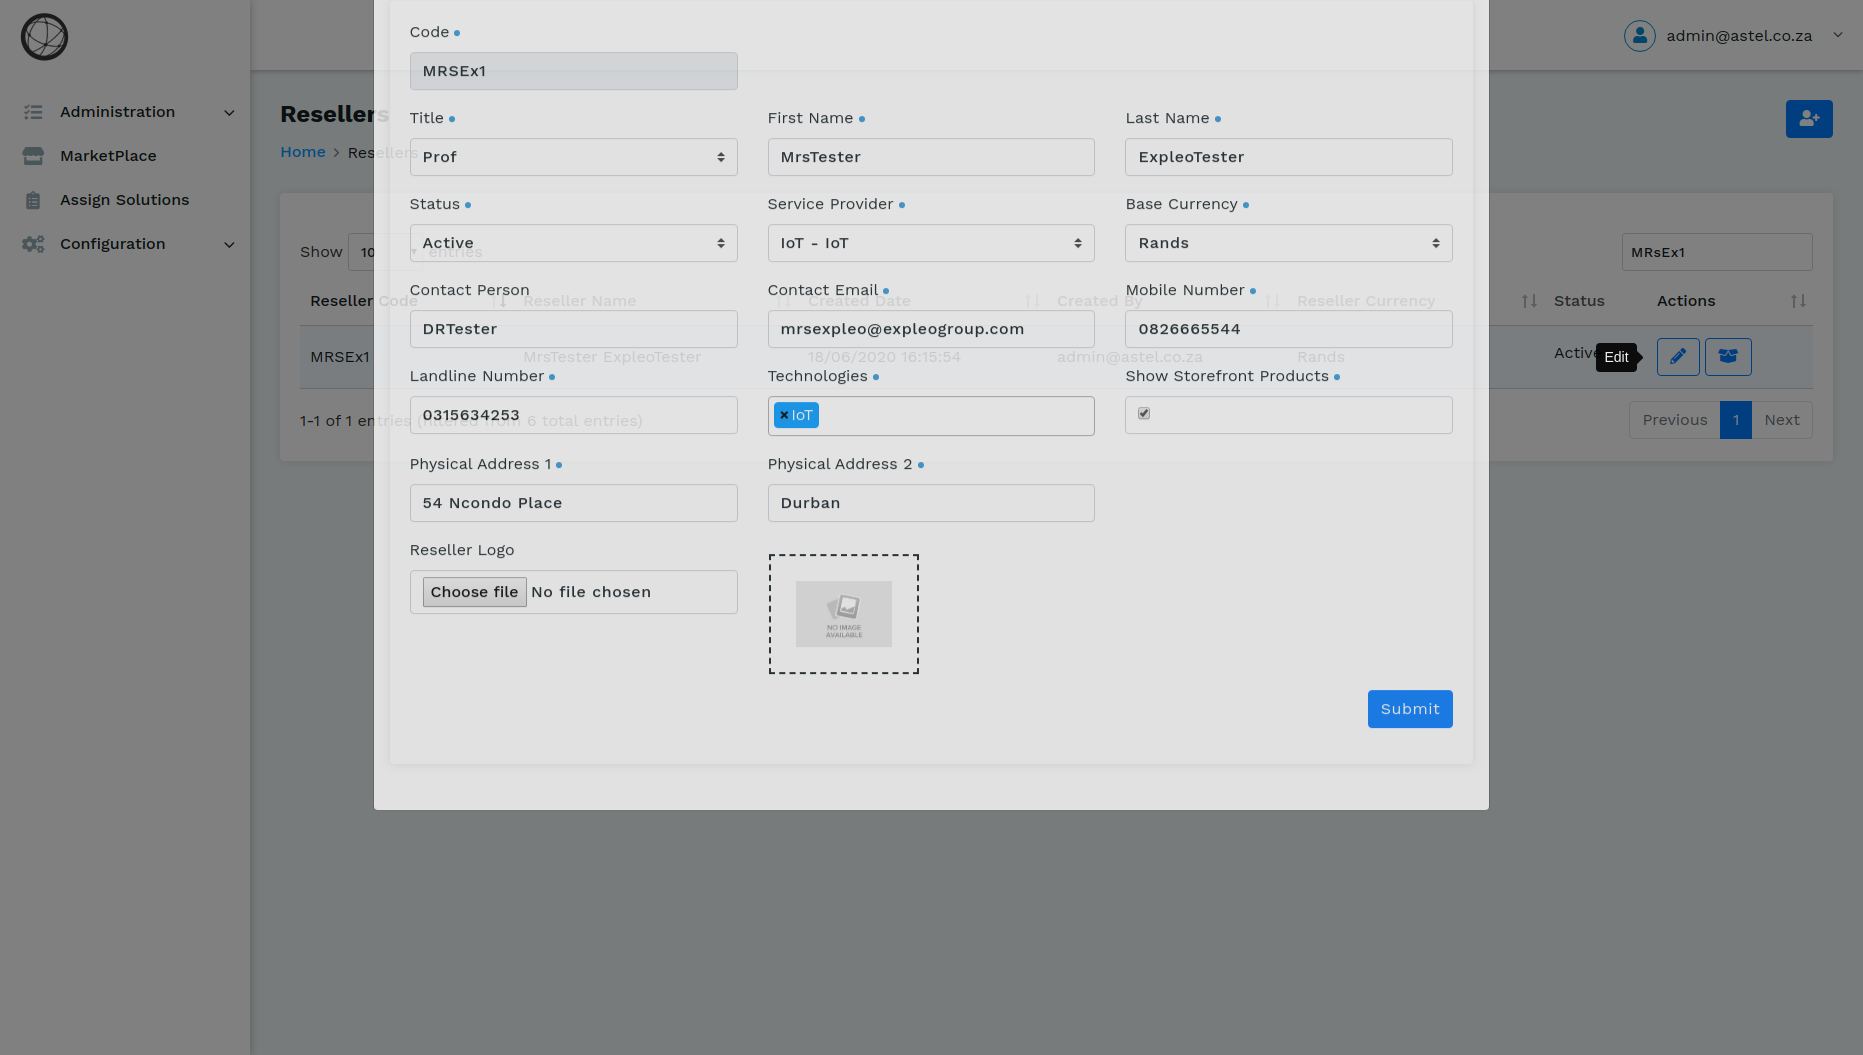 admin@astel.co.za
Administration
MarketPlace
Assign Solutions
Configuration
Resellers
Home > Resellers
Show 10 entries
MRsEx1
Reseller Code Reseller Name Created Date Created By Reseller Currency Status Actions
MRSEx1 MrsTester ExpleoTester 18/06/2020 16:15:54 admin@astel.co.za Rands Active Edit
1-1 of 1 entries (filtered from 6 total entries)
Previous 1 Next
Code
MRSEx1
Title First Name Last Name
Prof MrsTester ExpleoTester
Status Service Provider Base Currency
Active IoT - IoT Rands
Contact Person Contact Email Mobile Number
DRTester mrsexpleo@expleogroup.com 0826665544
Landline Number Technologies Show Storefront Products
0315634253 × IoT
Physical Address 1 Physical Address 2
54 Ncondo Place Durban
Reseller Logo
Choose file No file chosen
NO IMAGE
AVAILABLE
Submit